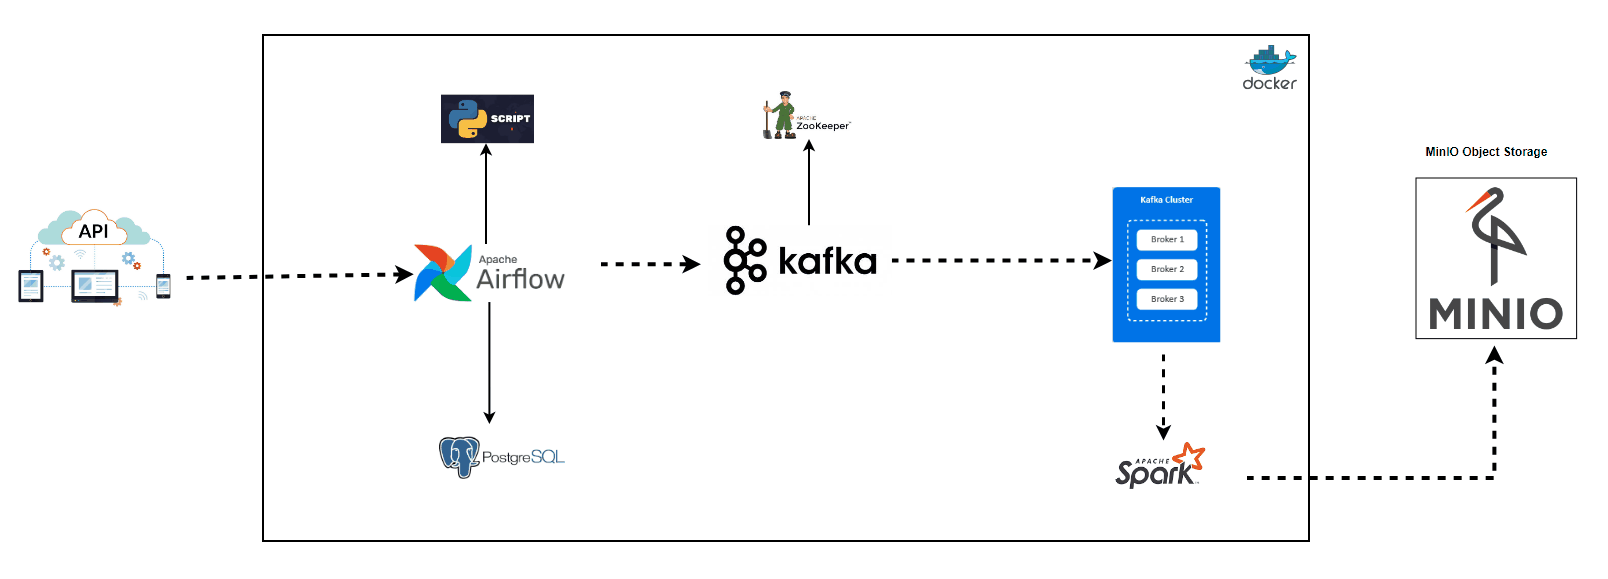 docker
SCRIPT
APACHE
ZooKeeper™
MinIO Object Storage
API
Apache
Airflow
kafka
Kafka Cluster
Broker 1
Broker 2
Broker 3
MINIO
PostgreSQL
APACHE
Spark